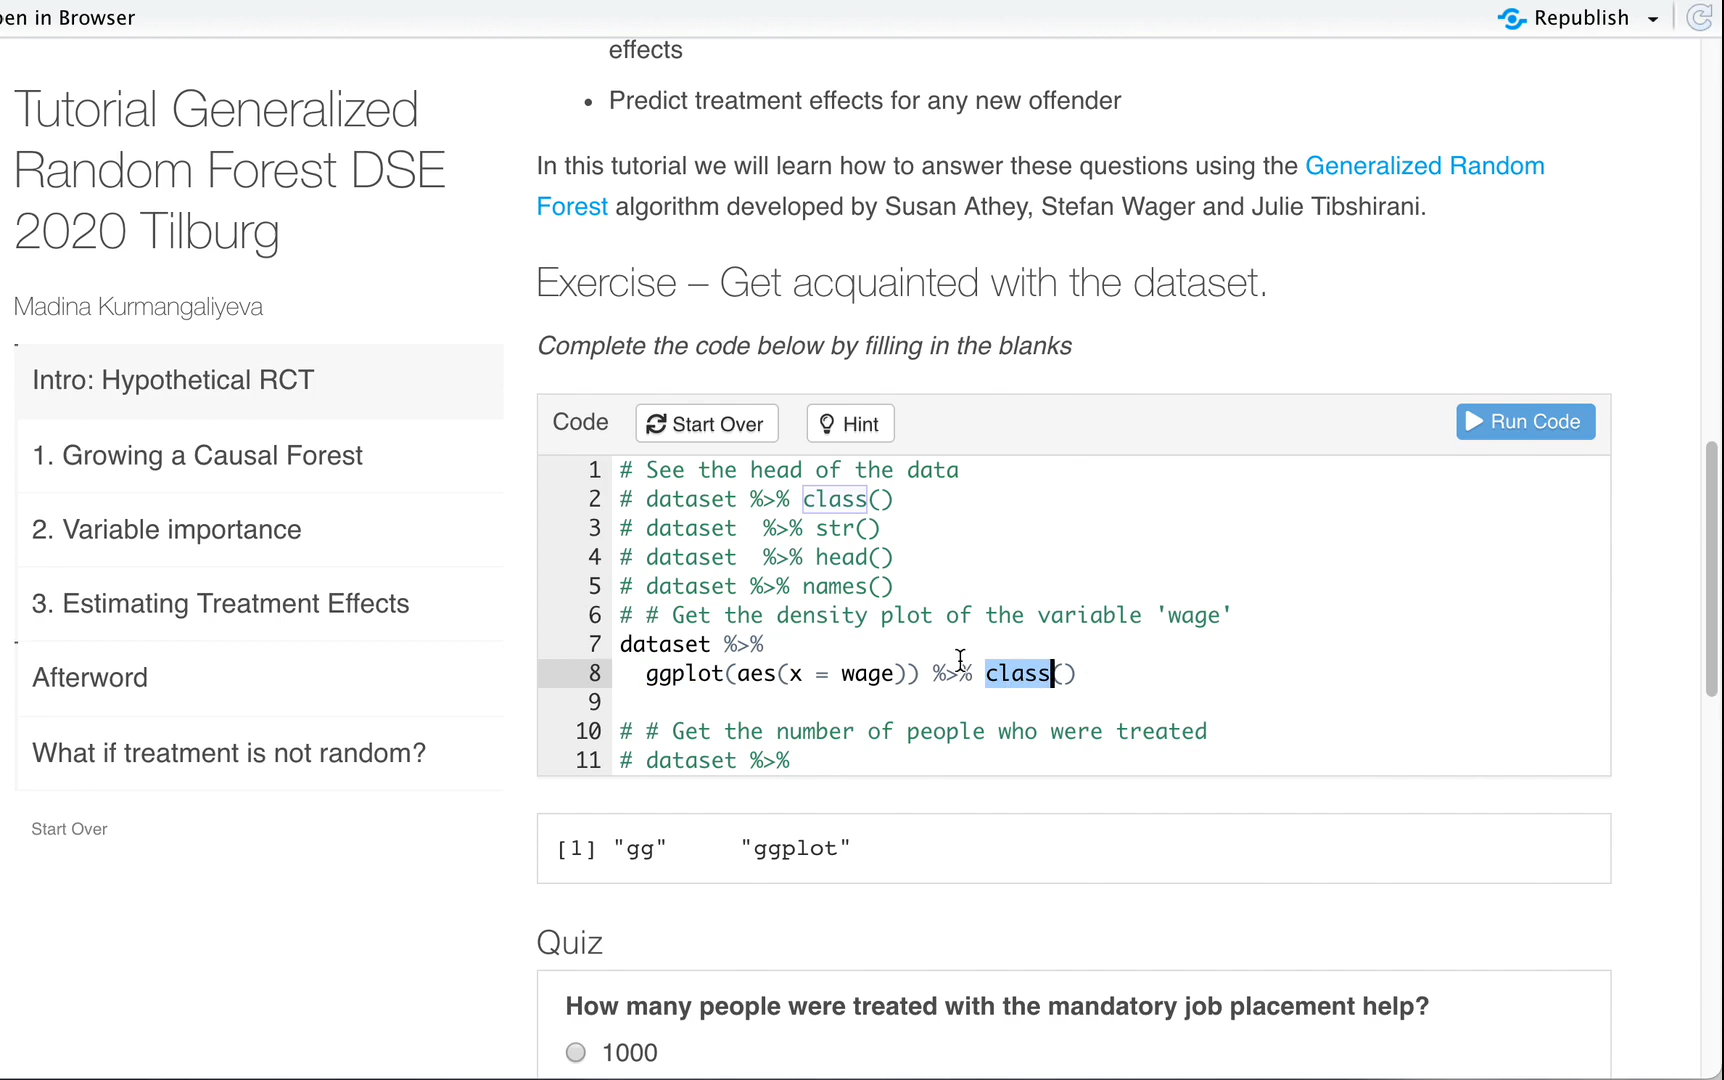 en in Browser
Republish
effects
Tutorial Generalized
Random Forest DSE
2020 Tilburg
Madina Kurmangaliyeva
Intro: Hypothetical RCT
1. Growing a Causal Forest
2. Variable importance
3. Estimating Treatment Effects
Afterword
What if treatment is not random?
Start Over
• Predict treatment effects for any new offender
In this tutorial we will learn how to answer these questions using the Generalized Random
Forest algorithm developed by Susan Athey, Stefan Wager and Julie Tibshirani.
Exercise – Get acquainted with the dataset.
Complete the code below by filling in the blanks
Code Start Over Hint Run Code
1 # See the head of the data
2 # dataset %>% class()
3 # dataset  %>% str()
4 # dataset  %>% head()
5 # dataset %>% names()
6 # # Get the density plot of the variable 'wage'
7 dataset %>%
8   ggplot(aes(x = wage)) %>% class()
9
10 # # Get the number of people who were treated
11 # dataset %>%
[1] "gg"     "ggplot"
Quiz
How many people were treated with the mandatory job placement help?
1000